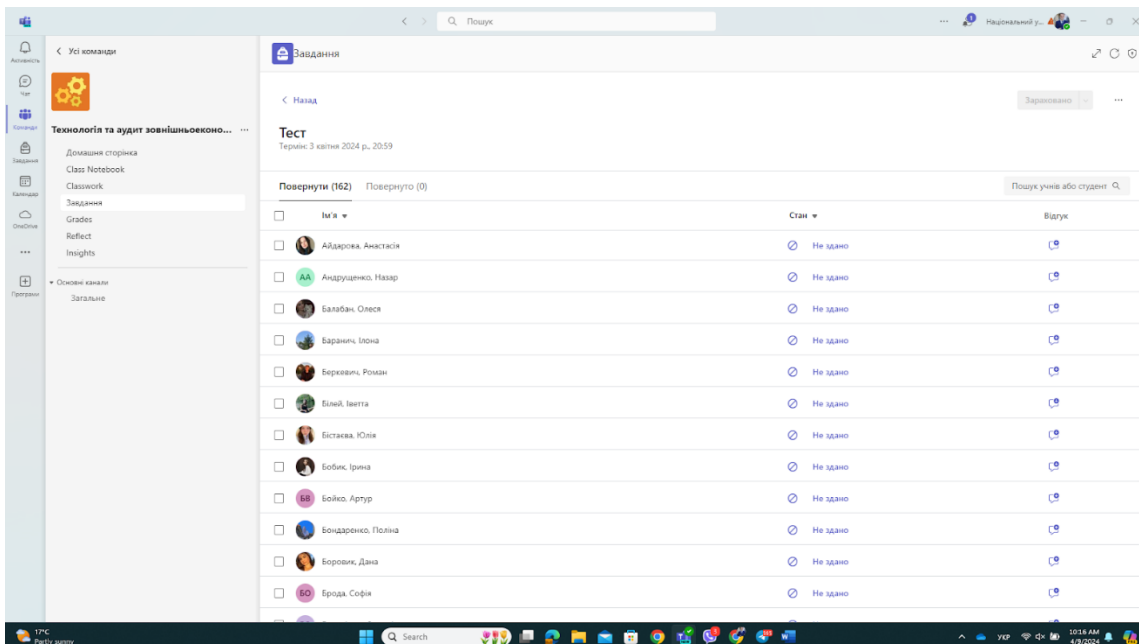 Пошук
Національний у...
Активність
Чат
Команди
Завдання
Календар
OneDrive
Програми
Усі команди
Технологія та аудит зовнішньоеконо...
Домашня сторінка
Class Notebook
Classwork
Завдання
Grades
Reflect
Insights
Основні канали
Загальне
Завдання
Назад
Зараховано
Тест
Термін: 3 квітня 2024 р., 20:59
Повернути (162) Повернуто (0)
Пошук учнів або студент
Ім'я Стан Відгук
Айдарова, Анастасія Не здано
АА Андрущенко, Назар Не здано
Балабан, Олеся Не здано
Баранич, Ілона Не здано
Беркевич, Роман Не здано
Білей, Іветта Не здано
Бістаєва, Юлія Не здано
Бобик, Ірина Не здано
БВ Бойко, Артур Не здано
Бондаренко, Поліна Не здано
Боровик, Дана Не здано
БО Брода, Софія Не здано
17°C
Partly sunny
Search
УКР
10:16 AM
4/9/2024